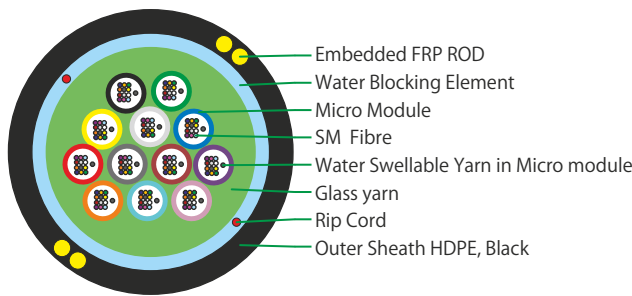 Embedded FRP ROD
Water Blocking Element
Micro Module
SM Fibre
Water Swellable Yarn in Micro module
Glass yarn
Rip Cord
Outer Sheath HDPE, Black